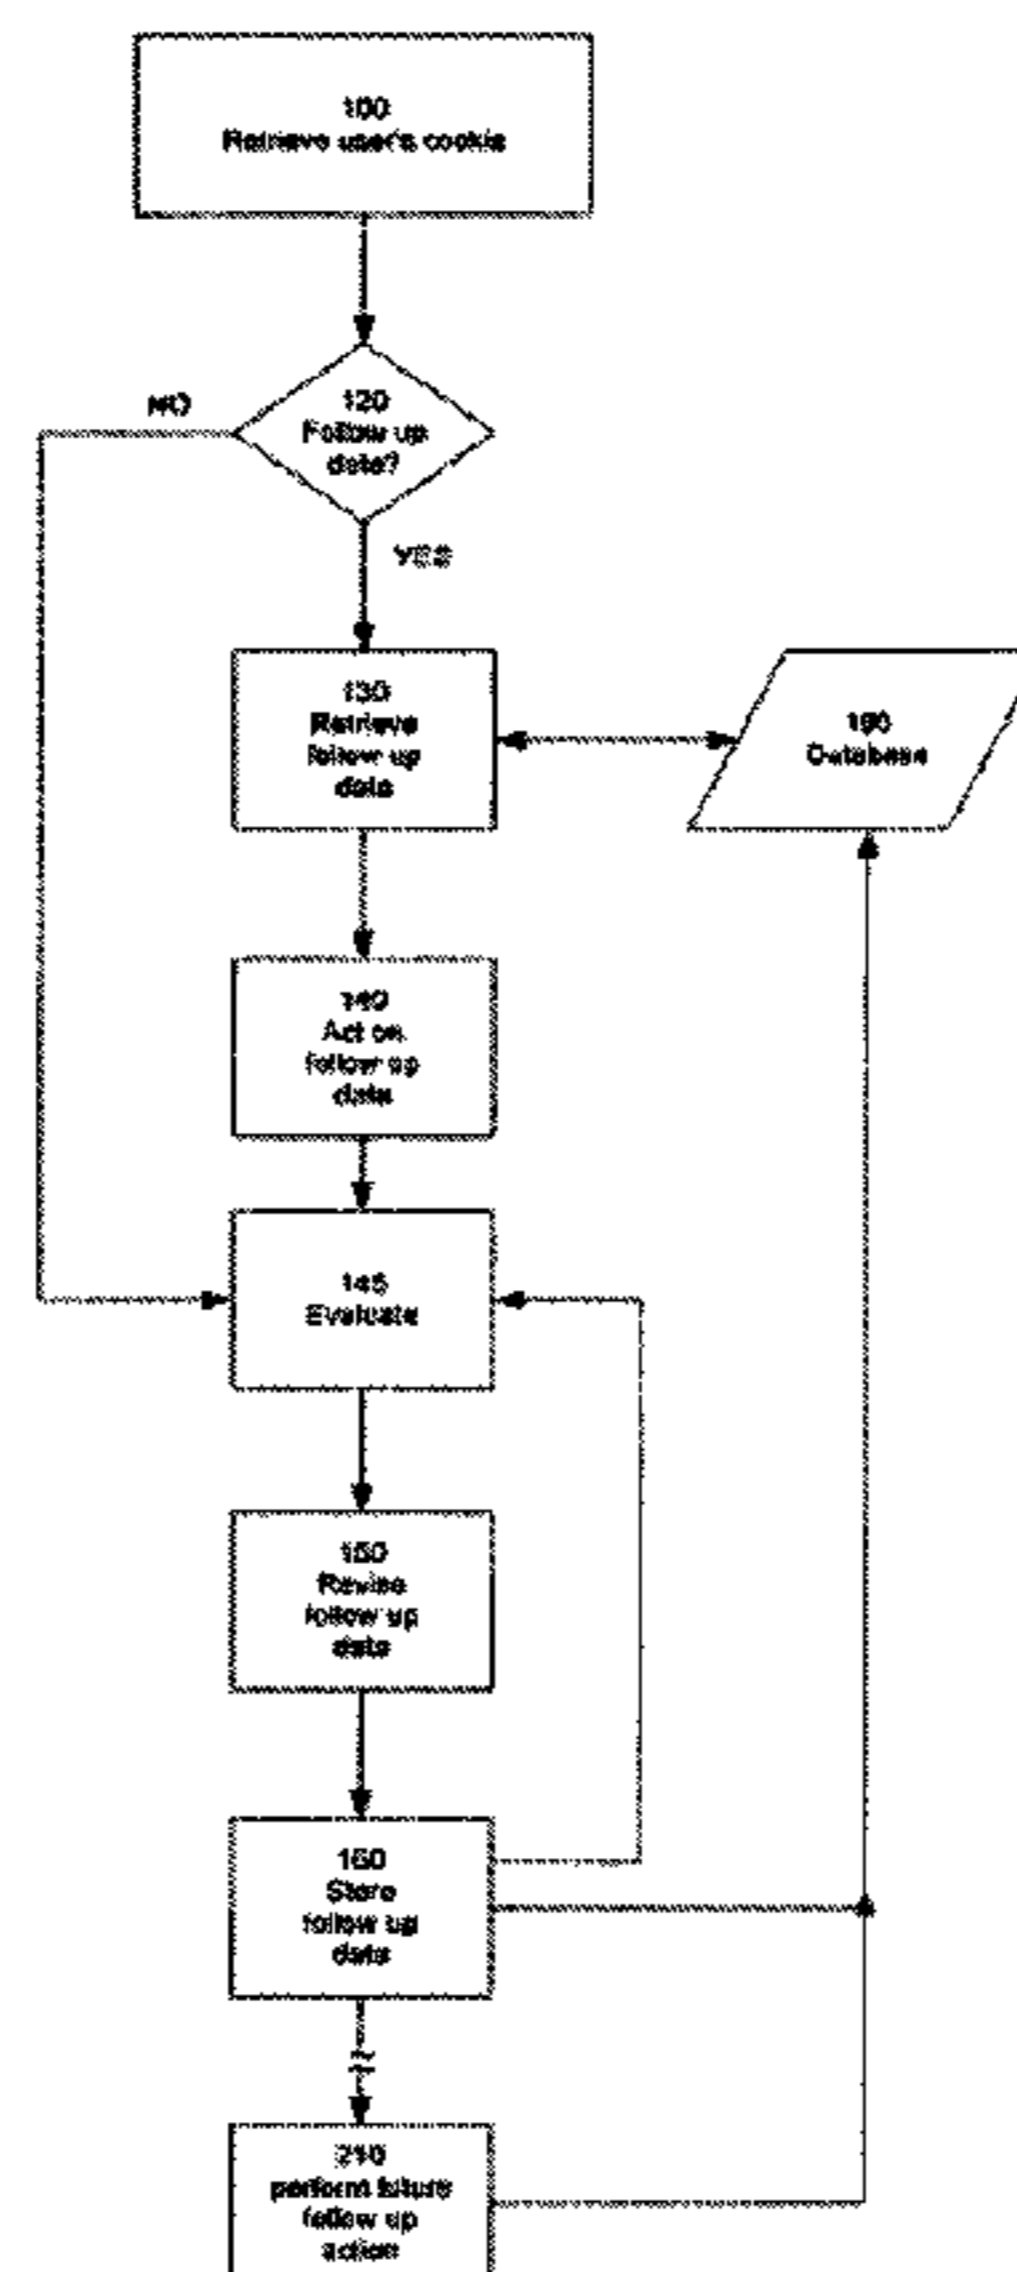 100
Retrieve user's cookie
120
Follow up
data?
NO
YES
130
Retrieve
follow up
data
190
Database
140
Act on
follow up
data
145
Evaluate
150
Revise
follow up
data
160
Store
follow up
data
210
perform future
follow up
action